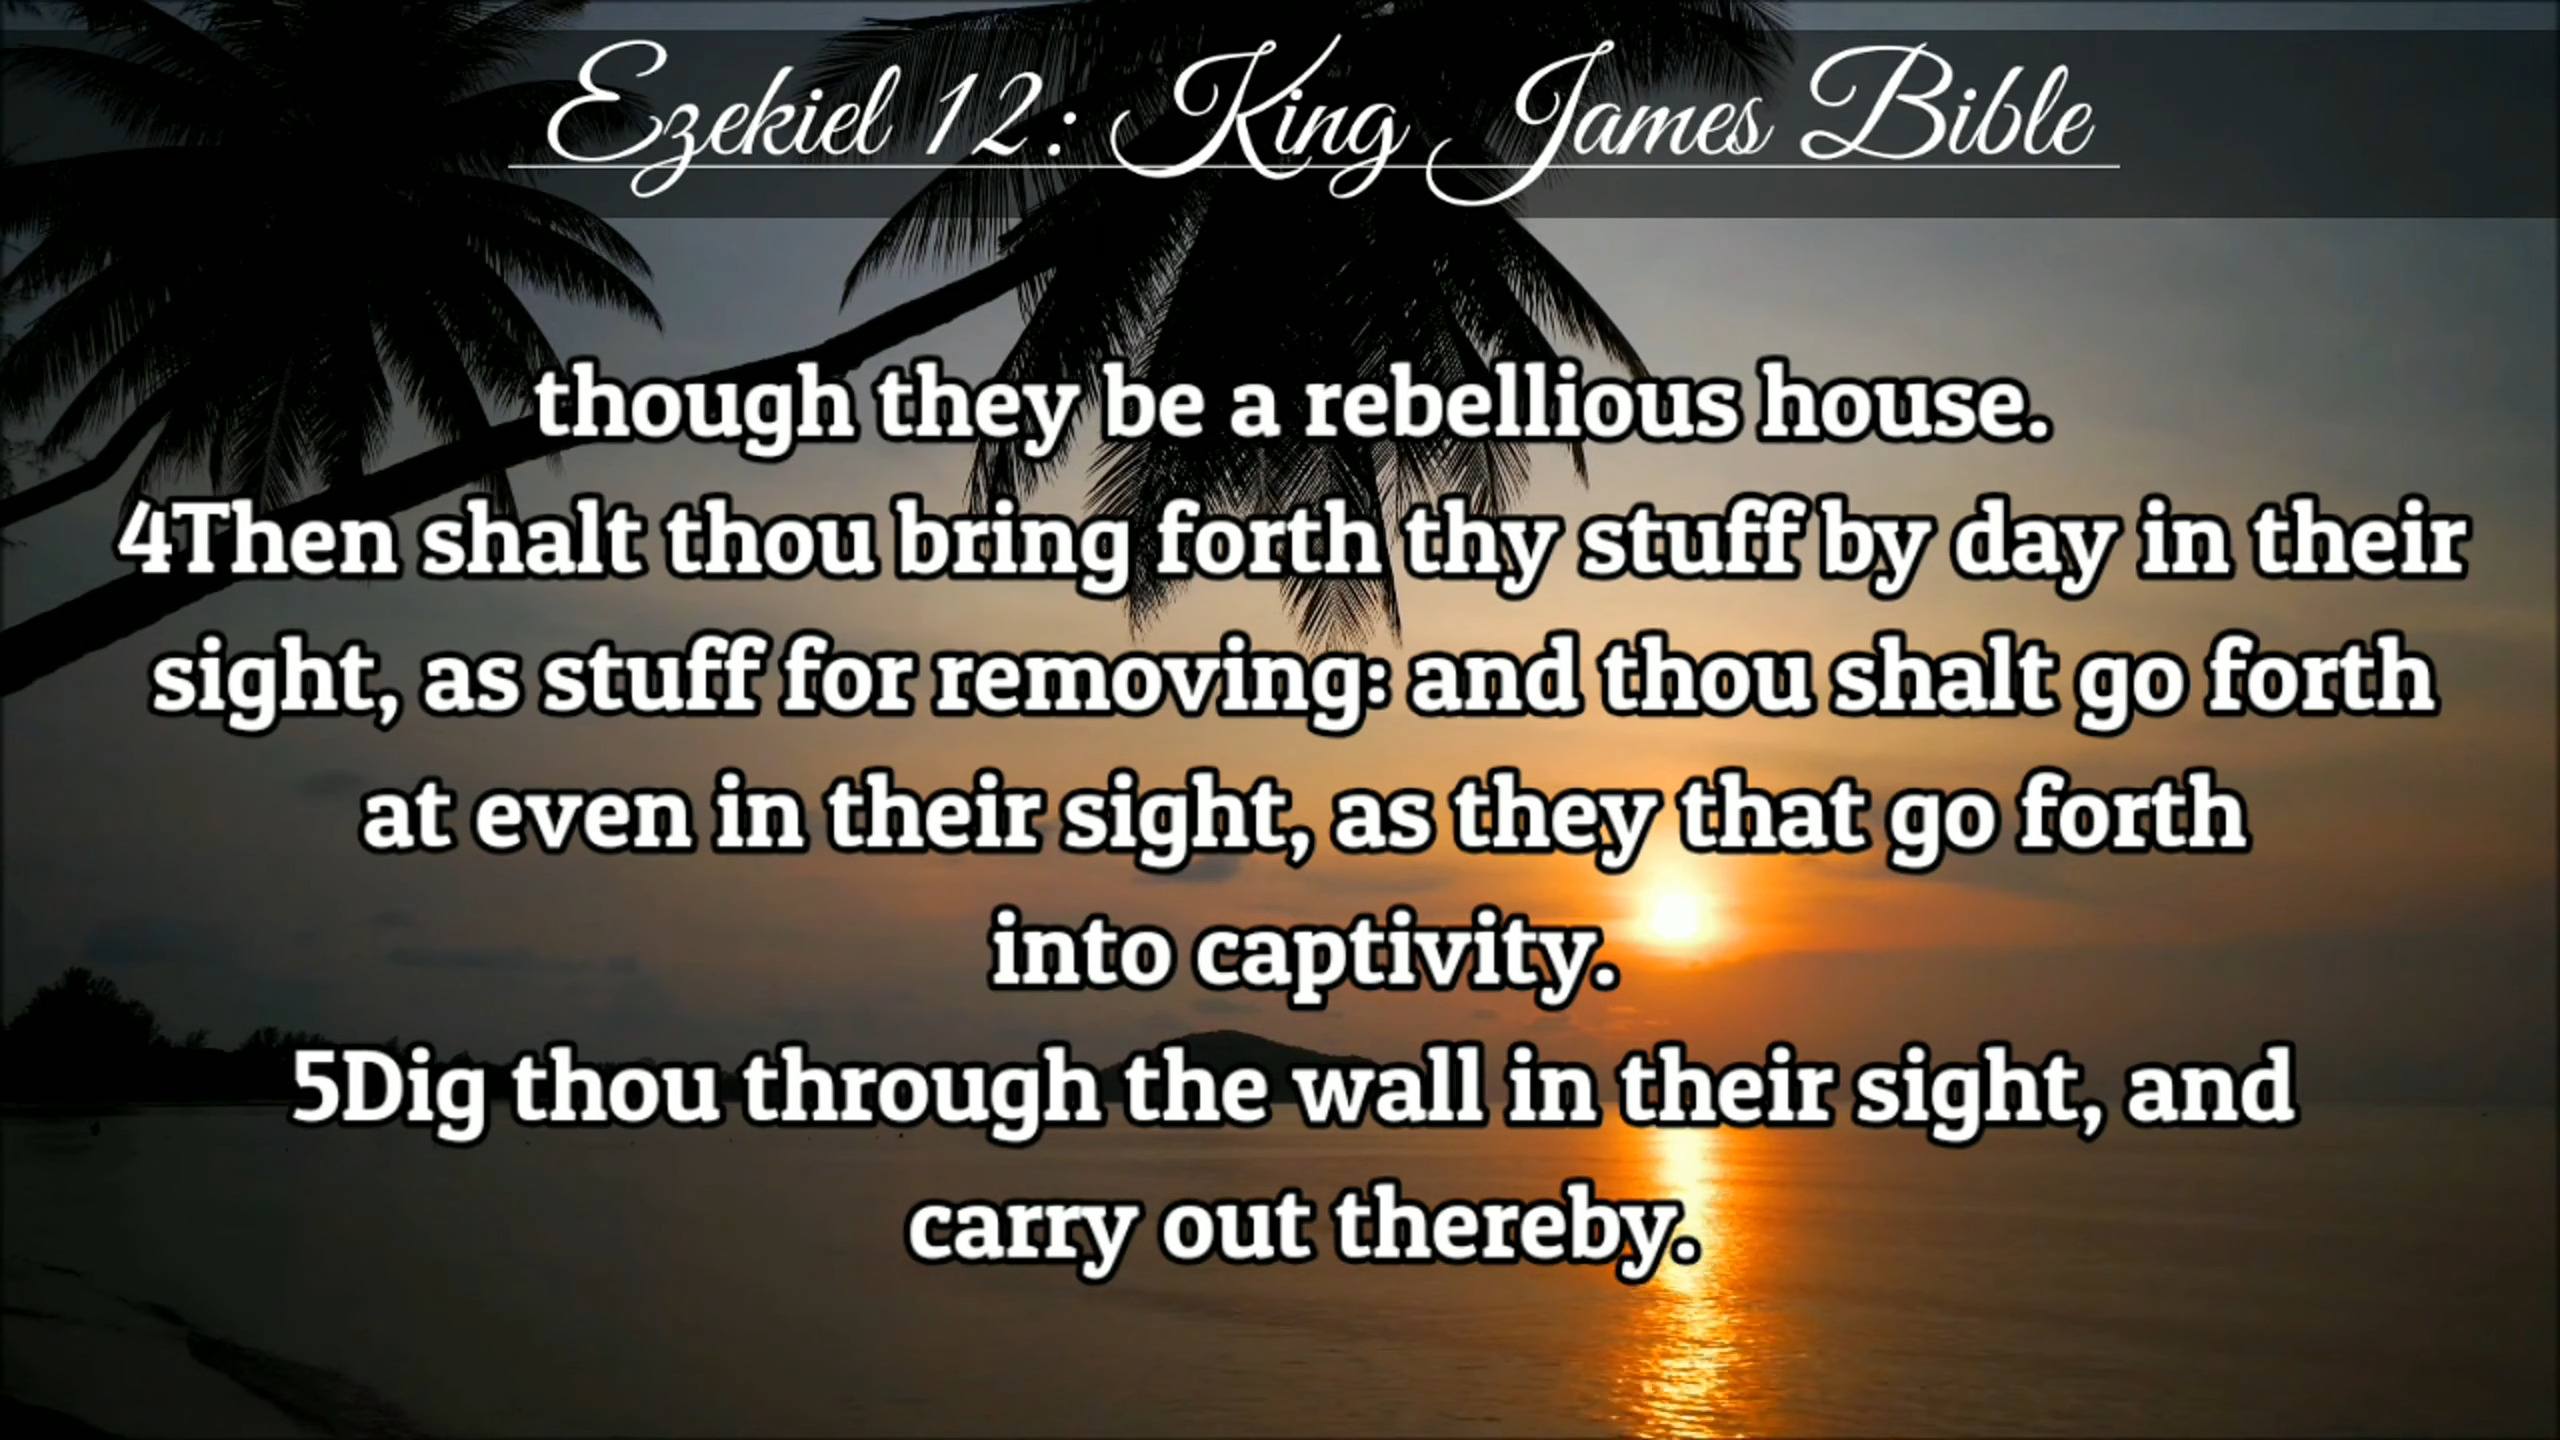 Ezekiel 12: King James Bible
though they be a rebellious house.
4Then shalt thou bring forth thy stuff by day in their
sight, as stuff for removing: and thou shalt go forth
at even in their sight, as they that go forth
into captivity.
5Dig thou through the wall in their sight, and
carry out thereby.